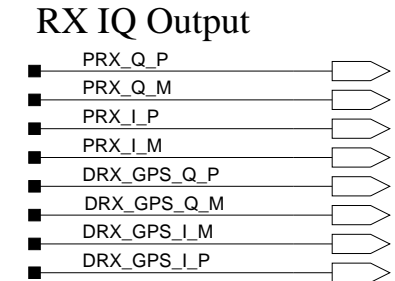 RX IQ Output
PRX_Q_P
PRX_Q_M
PRX_I_P
PRX_I_M
DRX_GPS_Q_P
DRX_GPS_Q_M
DRX_GPS_I_M
DRX_GPS_I_P